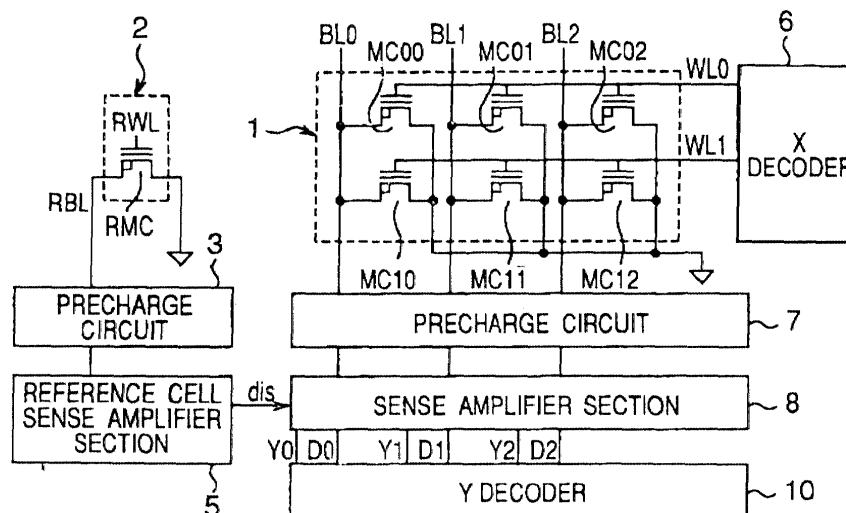 2
BL0
BL1
BL2
6
MC00
MC01
MC02
WL0
RWL
1
X
DECODER
WL1
RBL
RMC
3
MC10
MC11
MC12
PRECHARGE
CIRCUIT
PRECHARGE CIRCUIT
7
REFERENCE CELL
SENSE AMPLIFIER
SECTION
dis
SENSE AMPLIFIER SECTION
8
Y0
D0
Y1
D1
Y2
D2
5
Y DECODER
10